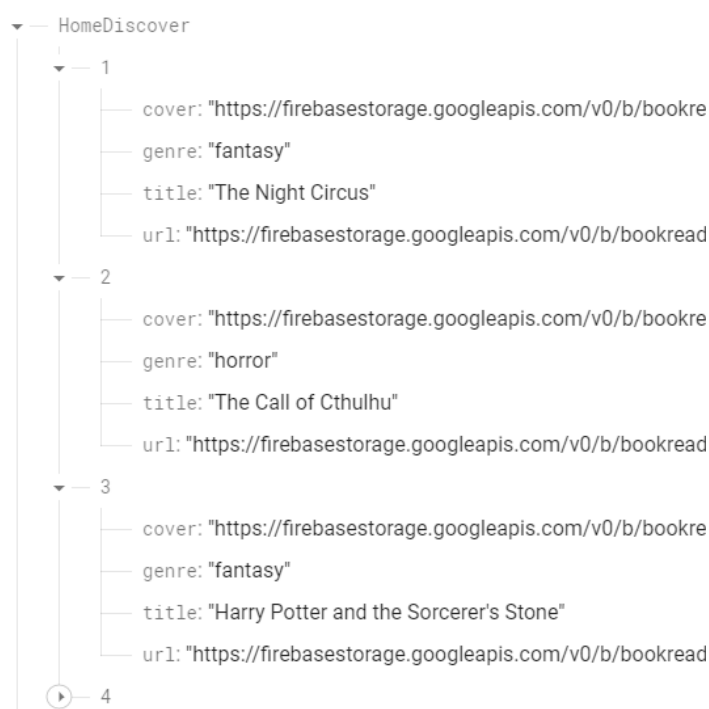 HomeDiscover
1
cover: "https://firebasestorage.googleapis.com/v0/b/bookre
genre: "fantasy"
title: "The Night Circus"
url: "https://firebasestorage.googleapis.com/v0/b/bookread
2
cover: "https://firebasestorage.googleapis.com/v0/b/bookre
genre: "horror"
title: "The Call of Cthulhu"
url: "https://firebasestorage.googleapis.com/v0/b/bookread
3
cover: "https://firebasestorage.googleapis.com/v0/b/bookre
genre: "fantasy"
title: "Harry Potter and the Sorcerer's Stone"
url: "https://firebasestorage.googleapis.com/v0/b/bookread
4